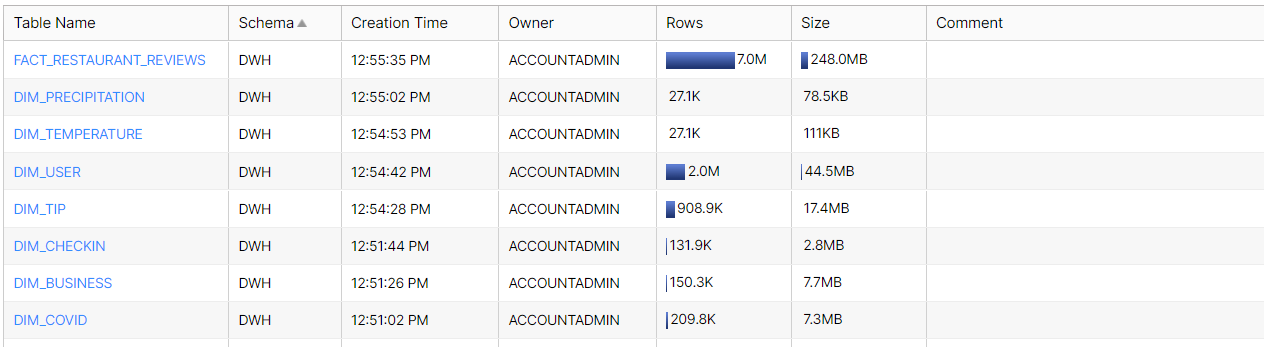 Table Name Schema Creation Time Owner Rows Size Comment
FACT_RESTAURANT_REVIEWS DWH 12:55:35 PM ACCOUNTADMIN 7.0M 248.0MB
DIM_PRECIPITATION DWH 12:55:02 PM ACCOUNTADMIN 27.1K 78.5KB
DIM_TEMPERATURE DWH 12:54:53 PM ACCOUNTADMIN 27.1K 111KB
DIM_USER DWH 12:54:42 PM ACCOUNTADMIN 2.0M 44.5MB
DIM_TIP DWH 12:54:28 PM ACCOUNTADMIN 908.9K 17.4MB
DIM_CHECKIN DWH 12:51:44 PM ACCOUNTADMIN 131.9K 2.8MB
DIM_BUSINESS DWH 12:51:26 PM ACCOUNTADMIN 150.3K 7.7MB
DIM_COVID DWH 12:51:02 PM ACCOUNTADMIN 209.8K 7.3MB